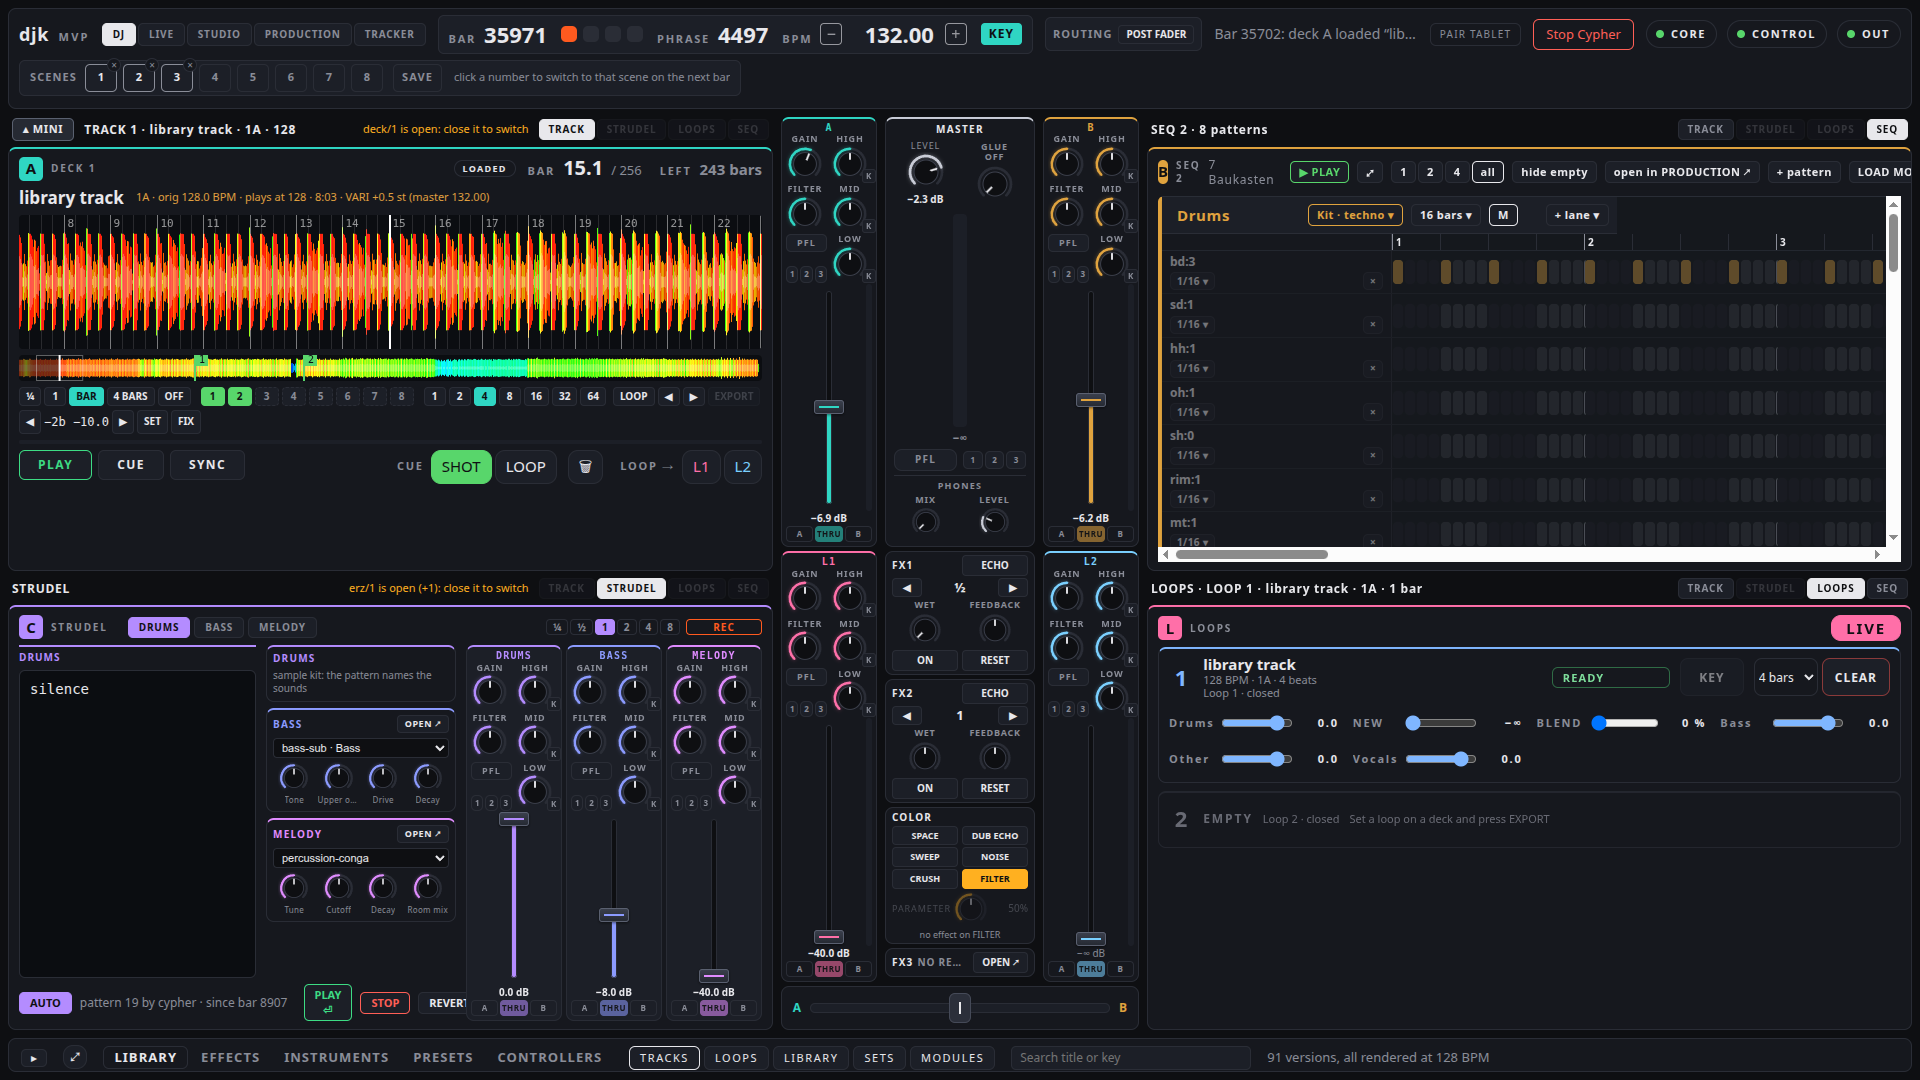 djk MVP DJ LIVE STUDIO PRODUCTION TRACKER BAR 35971 PHRASE 4497 BPM − 132.00 + KEY ROUTING POST FADER Bar 35702: deck A loaded "lib... PAIR TABLET Stop Cypher CORE CONTROL OUT
SCENES 1 × 2 × 3 × 4 5 6 7 8 SAVE click a number to switch to that scene on the next bar
▴ MINI TRACK 1 · library track · 1A · 128 deck/1 is open: close it to switch TRACK STRUDEL LOOPS SEQ
A DECK 1 LOADED BAR 15.1 / 256 LEFT 243 bars
library track 1A · orig 128.0 BPM · plays at 128 · 8:03 · VARI +0.5 st (master 132.00)
8 9 10 11 12 13 14 15 16 17 18 19 20 21 22
1 2
¼ 1 BAR 4 BARS OFF 1 2 3 4 5 6 7 8 1 2 4 8 16 32 64 LOOP ◀ ▶ EXPORT
◀ −2b −10.0 ▶ SET FIX
PLAY CUE SYNC CUE SHOT LOOP LOOP → L1 L2
STRUDEL erz/1 is open (+1): close it to switch TRACK STRUDEL LOOPS SEQ
C STRUDEL DRUMS BASS MELODY ¼ ½ 1 2 4 8 REC
DRUMS
silence
DRUMS
sample kit: the pattern names the
sounds
BASS OPEN ↗
bass-sub · Bass
Tone Upper o... Drive Decay
MELODY OPEN ↗
percussion-conga
Tune Cutoff Decay Room mix
DRUMS
GAIN HIGH
FILTER MID K
PFL LOW K
1 2 3 K
0.0 dB
A THRU B
BASS
GAIN HIGH
FILTER MID K
PFL LOW K
1 2 3 K
−8.0 dB
A THRU B
MELODY
GAIN HIGH
FILTER MID K
PFL LOW K
1 2 3 K
−40.0 dB
A THRU B
AUTO pattern 19 by cypher · since bar 8907 PLAY ⏎ STOP REVERT
A
GAIN HIGH
K
FILTER MID
K
PFL LOW
1 2 3 K
−6.9 dB
A THRU B
MASTER
LEVEL GLUE
OFF
−2.3 dB
−∞
PFL 1 2 3
PHONES
MIX LEVEL
B
GAIN HIGH
K
FILTER MID
K
PFL LOW
1 2 3 K
−6.2 dB
A THRU B
L1
GAIN HIGH
K
FILTER MID
K
PFL LOW
1 2 3 K
−40.0 dB
A THRU B
FX1 ECHO
◀ ½ ▶
WET FEEDBACK
ON RESET
FX2 ECHO
◀ 1 ▶
WET FEEDBACK
ON RESET
COLOR
SPACE DUB ECHO
SWEEP NOISE
CRUSH FILTER
PARAMETER 50%
no effect on FILTER
FX3 NO RE... OPEN ↗
L2
GAIN HIGH
K
FILTER MID
K
PFL LOW
1 2 3 K
−∞ dB
A THRU B
A B
SEQ 2 · 8 patterns TRACK STRUDEL LOOPS SEQ
B SEQ 2 7 Baukasten ▶ PLAY ⤢ 1 2 4 all hide empty open in PRODUCTION ↗ + pattern LOAD MO
Drums Kit · techno ▾ 16 bars ▾ M + lane ▾
1 2 3
bd:3
1/16 ▾ ×
sd:1
1/16 ▾ ×
hh:1
1/16 ▾ ×
oh:1
1/16 ▾ ×
sh:0
1/16 ▾ ×
rim:1
1/16 ▾ ×
mt:1
1/16 ▾ ×
LOOPS · LOOP 1 · library track · 1A · 1 bar TRACK STRUDEL LOOPS SEQ
L LOOPS LIVE
1 library track
128 BPM · 1A · 4 beats
Loop 1 · closed
READY KEY 4 bars CLEAR
Drums 0.0 NEW −∞ BLEND 0 % Bass 0.0
Other 0.0 Vocals 0.0
2 EMPTY Loop 2 · closed Set a loop on a deck and press EXPORT
▸ ⤢ LIBRARY EFFECTS INSTRUMENTS PRESETS CONTROLLERS TRACKS LOOPS LIBRARY SETS MODULES Search title or key 91 versions, all rendered at 128 BPM